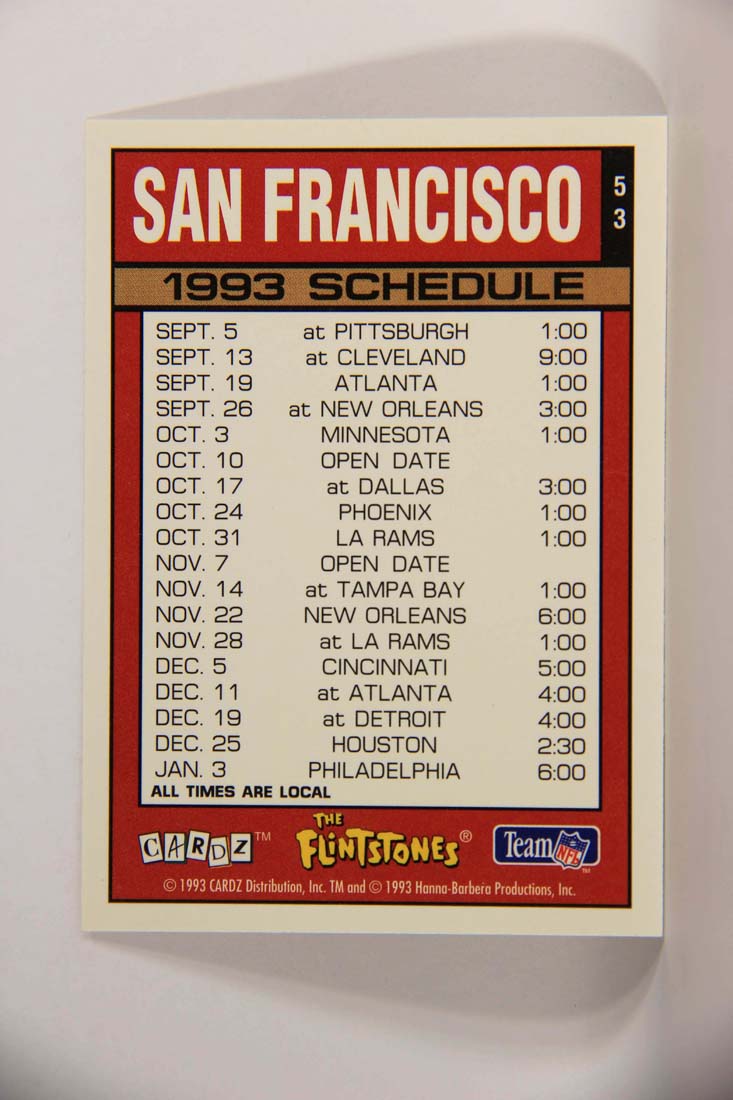 SAN FRANCISCO
5
3
1993 SCHEDULE
SEPT. 5 at PITTSBURGH 1:00
SEPT. 13 at CLEVELAND 9:00
SEPT. 19 ATLANTA 1:00
SEPT. 26 at NEW ORLEANS 3:00
OCT. 3 MINNESOTA 1:00
OCT. 10 OPEN DATE
OCT. 17 at DALLAS 3:00
OCT. 24 PHOENIX 1:00
OCT. 31 LA RAMS 1:00
NOV. 7 OPEN DATE
NOV. 14 at TAMPA BAY 1:00
NOV. 22 NEW ORLEANS 6:00
NOV. 28 at LA RAMS 1:00
DEC. 5 CINCINNATI 5:00
DEC. 11 at ATLANTA 4:00
DEC. 19 at DETROIT 4:00
DEC. 25 HOUSTON 2:30
JAN. 3 PHILADELPHIA 6:00
ALL TIMES ARE LOCAL
CARDZ™ THE FLINTSTONES® Team NFL™
© 1993 CARDZ Distribution, Inc. TM and © 1993 Hanna-Barbera Productions, Inc.